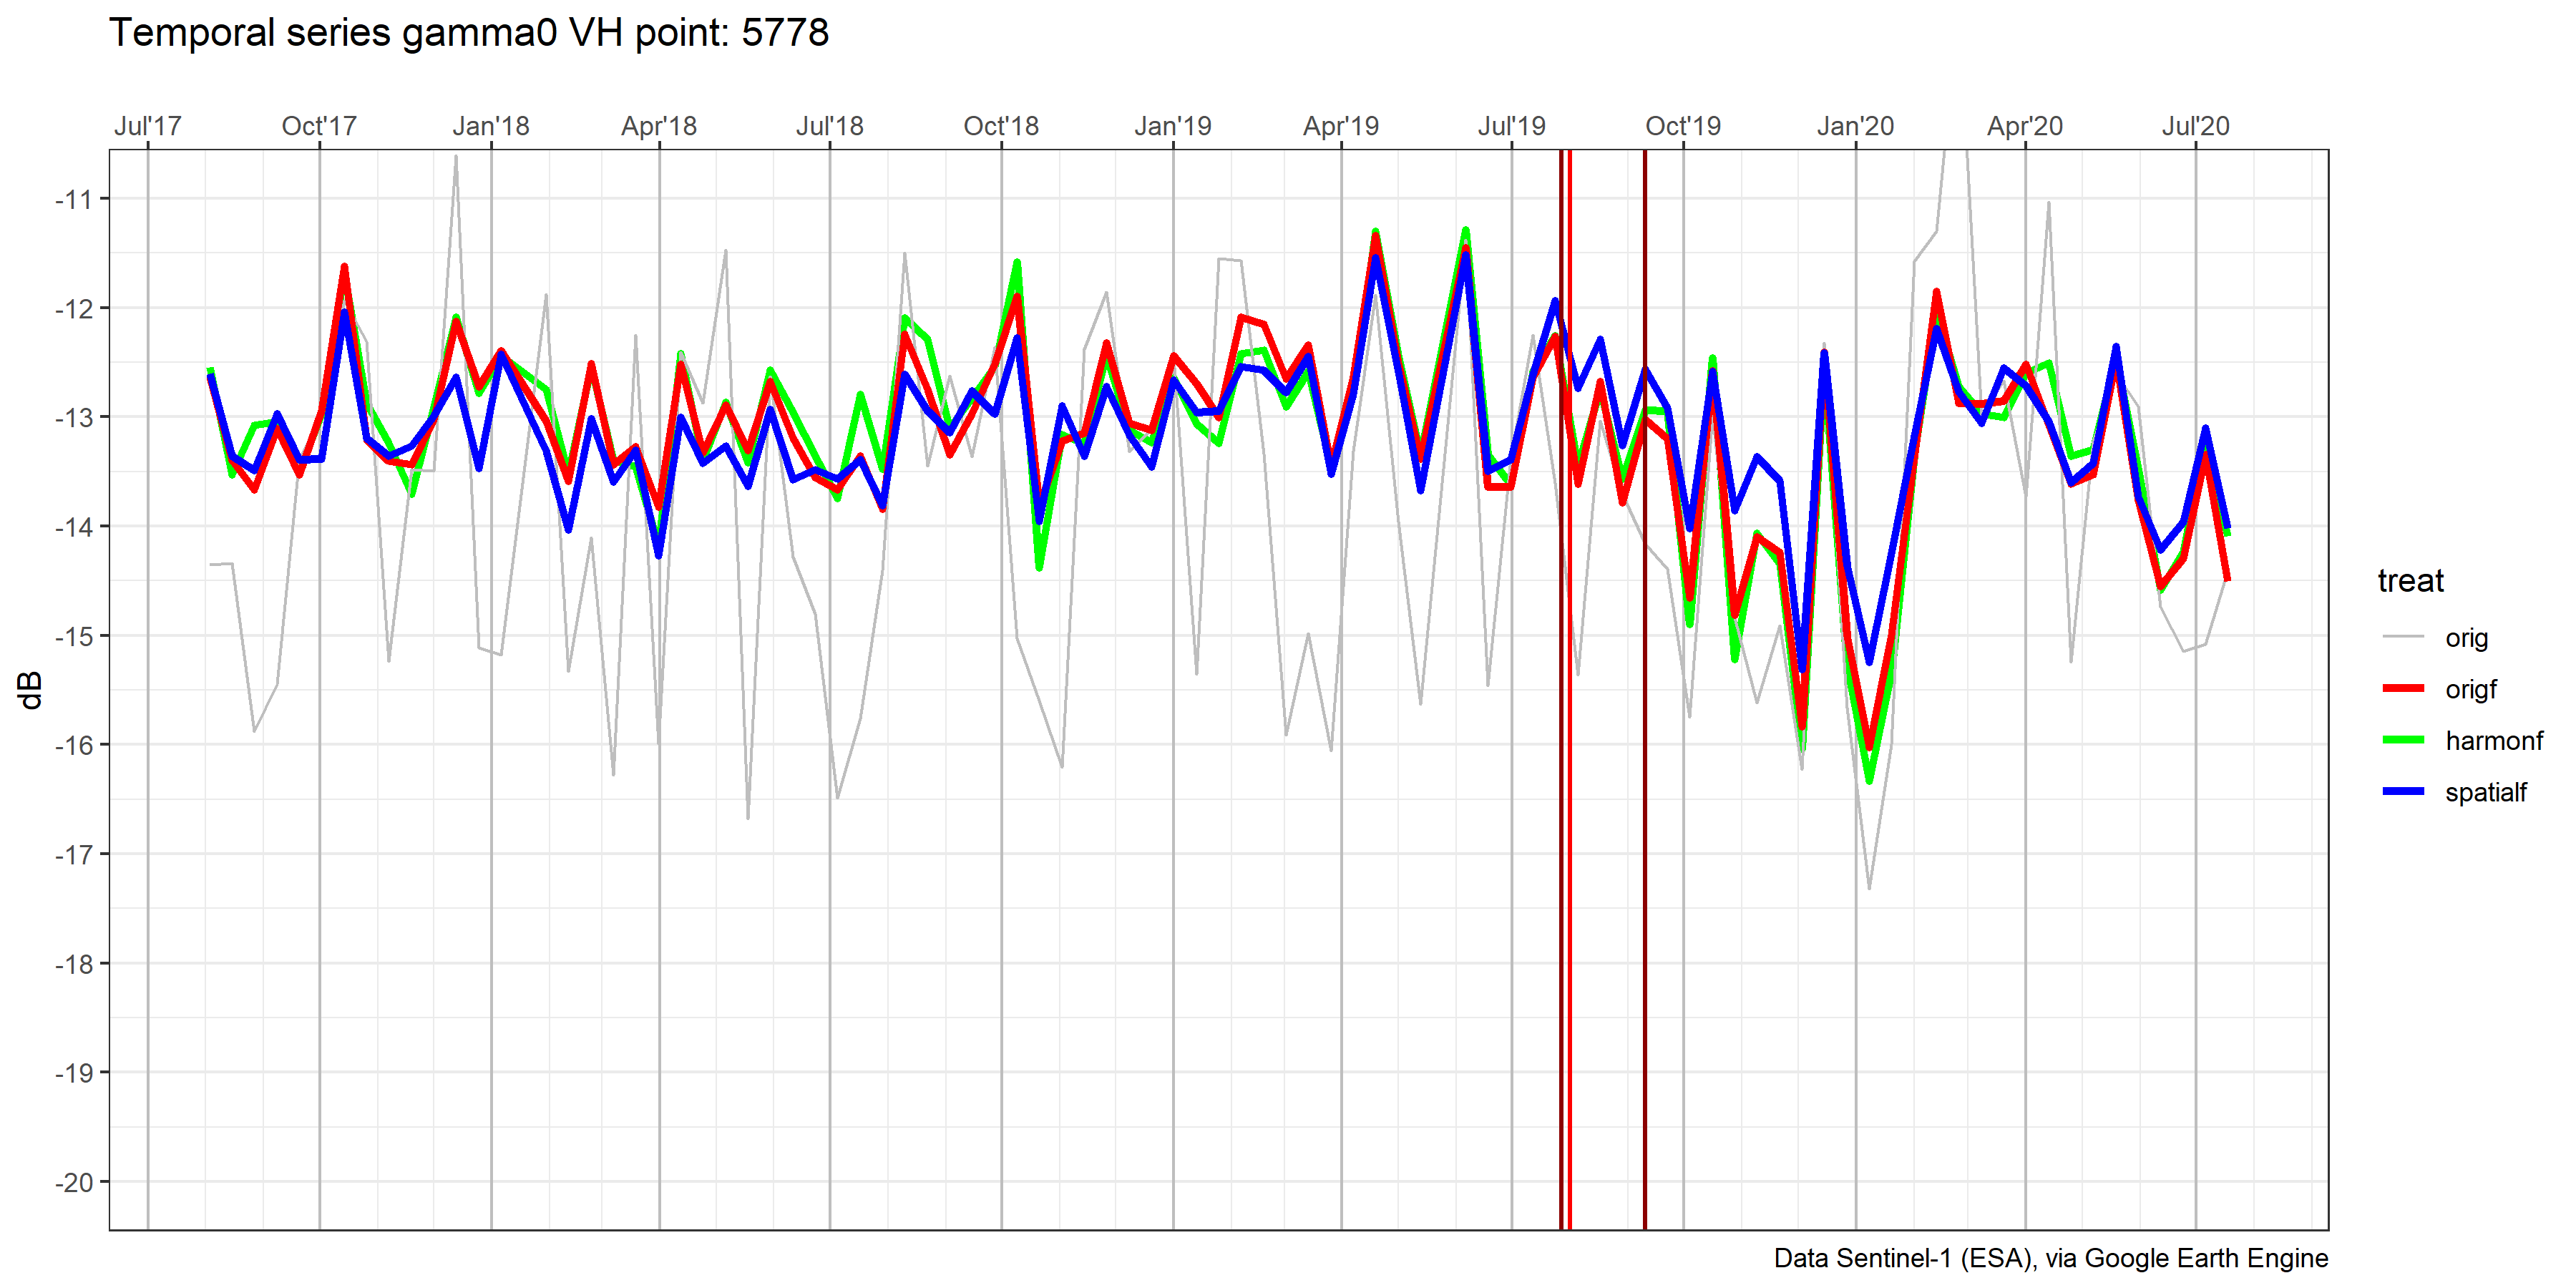 Temporal series gamma0 VH point: 5778
Jul'17 Oct'17 Jan'18 Apr'18 Jul'18 Oct'18 Jan'19 Apr'19 Jul'19 Oct'19 Jan'20 Apr'20 Jul'20
-11
-12
-13
-14
-15
-16
-17
-18
-19
-20
dB
treat
orig
origf
harmonf
spatialf
Data Sentinel-1 (ESA), via Google Earth Engine